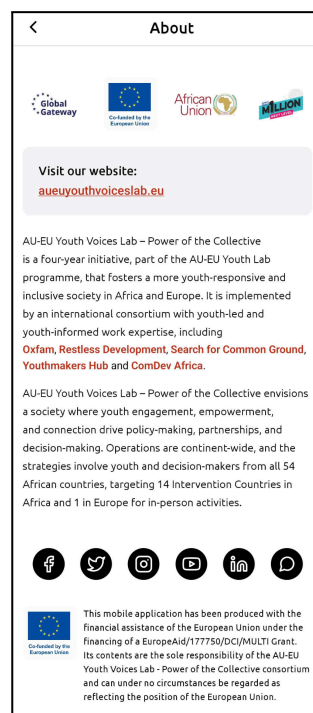 About
Global
Gateway
Co-funded by the
European Union
African
Union
MILLION
NEXT LEVEL
Visit our website:
aueuyouthvoiceslab.eu
AU-EU Youth Voices Lab – Power of the Collective
is a four-year initiative, part of the AU-EU Youth Lab
programme, that fosters a more youth-responsive and
inclusive society in Africa and Europe. It is implemented
by an international consortium with youth-led and
youth-informed work expertise, including
Oxfam, Restless Development, Search for Common Ground,
Youthmakers Hub and ComDev Africa.
AU-EU Youth Voices Lab – Power of the Collective envisions
a society where youth engagement, empowerment,
and connection drive policy-making, partnerships, and
decision-making. Operations are continent-wide, and the
strategies involve youth and decision-makers from all 54
African countries, targeting 14 Intervention Countries in
Africa and 1 in Europe for in-person activities.
Co-funded by the
European Union
This mobile application has been produced with the
financial assistance of the European Union under the
financing of a EuropeAid/177750/DCI/MULTI Grant.
Its contents are the sole responsibility of the AU-EU
Youth Voices Lab - Power of the Collective consortium
and can under no circumstances be regarded as
reflecting the position of the European Union.